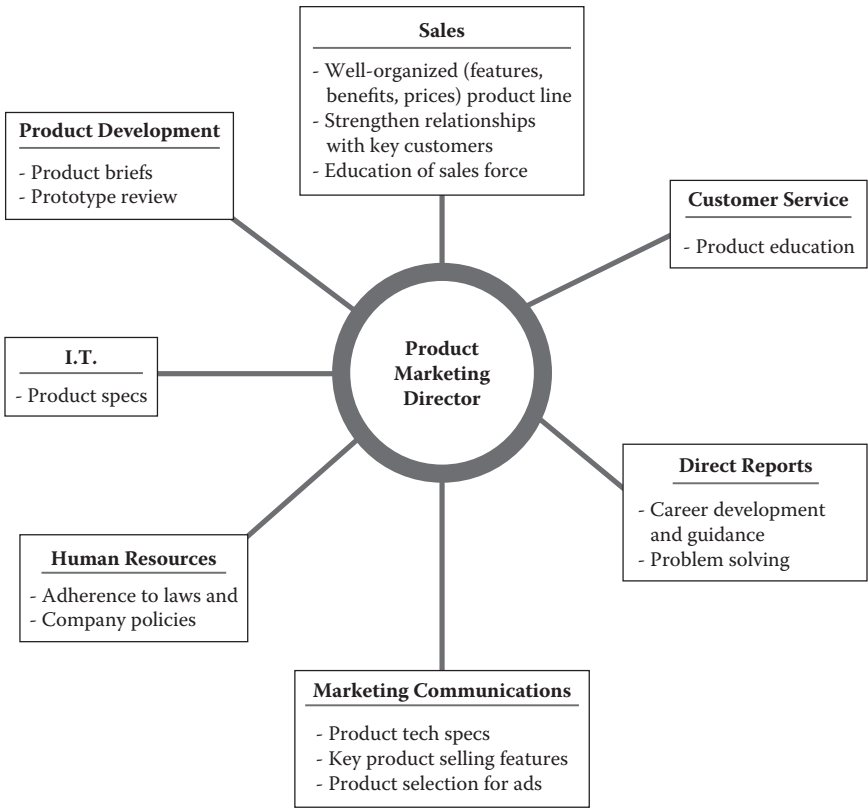 Sales
- Well-organized (features,
benefits, prices) product line
- Strengthen relationships
with key customers
- Education of sales force
Product Development
- Product briefs
- Prototype review
Customer Service
- Product education
I.T.
- Product specs
Product
Marketing
Director
Direct Reports
- Career development
and guidance
- Problem solving
Human Resources
- Adherence to laws and
- Company policies
Marketing Communications
- Product tech specs
- Key product selling features
- Product selection for ads